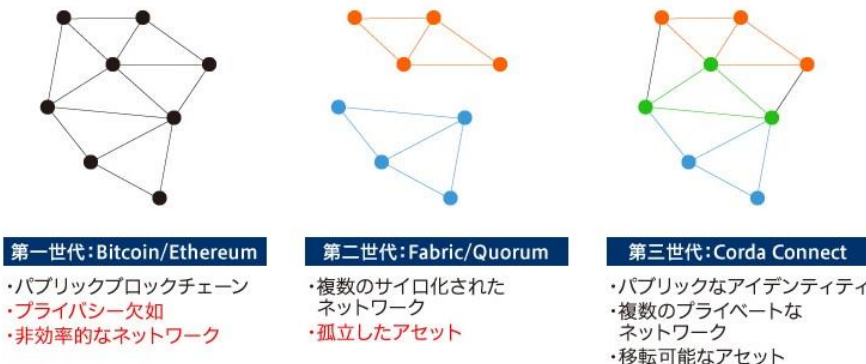 第一世代：Bitcoin/Ethereum
・パブリックブロックチェーン
・プライバシー欠如
・非効率的なネットワーク
第二世代：Fabric/Quorum
・複数のサイロ化された
ネットワーク
・孤立したアセット
第三世代：Corda Connect
・パブリックなアイデンティティ
・複数のプライベートな
ネットワーク
・移転可能なアセット